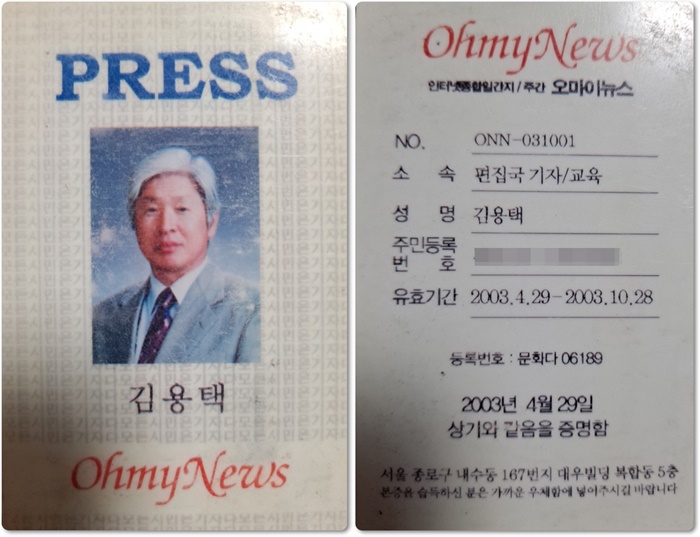 PRESS
김용택
OhmyNews
OhmyNews
인터넷종합일간지 / 주간 오마이뉴스
NO. ONN-031001
소 속 편집국 기자/교육
성 명 김용택
주민등록
번 호
유효기간 2003.4.29-2003.10.28
등록번호 : 문화다 06189
2003년 4월 29일
상기와 같음을 증명함
서울 종로구 내수동 167번지 대우빌딩 복합동 5층
본증을 습득하신 분은 가까운 우체함에 넣어주시길 바랍니다